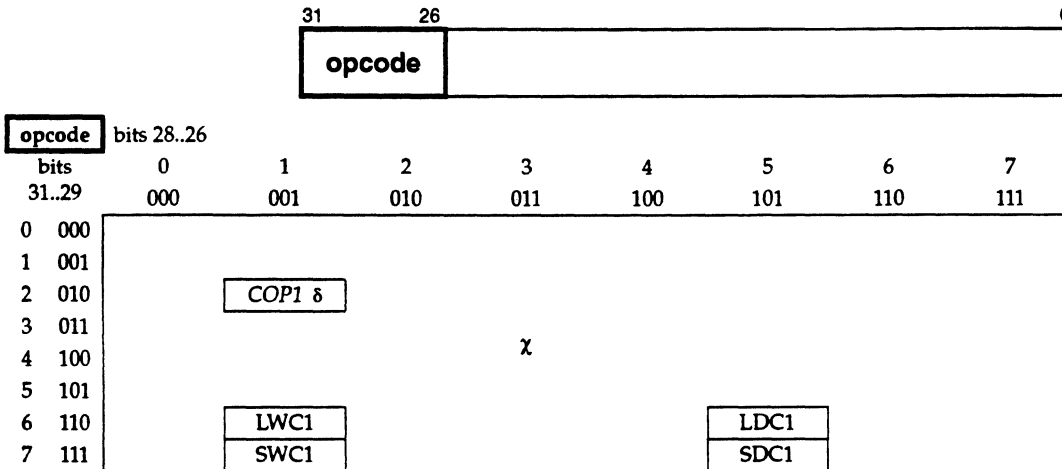 31 26
opcode
opcode bits 28..26
bits 0 1 2 3 4 5 6 7
31..29 000 001 010 011 100 101 110 111
0 000
1 001
2 010 COP1 δ
3 011
χ
4 100
5 101
6 110 LWC1 LDC1
7 111 SWC1 SDC1